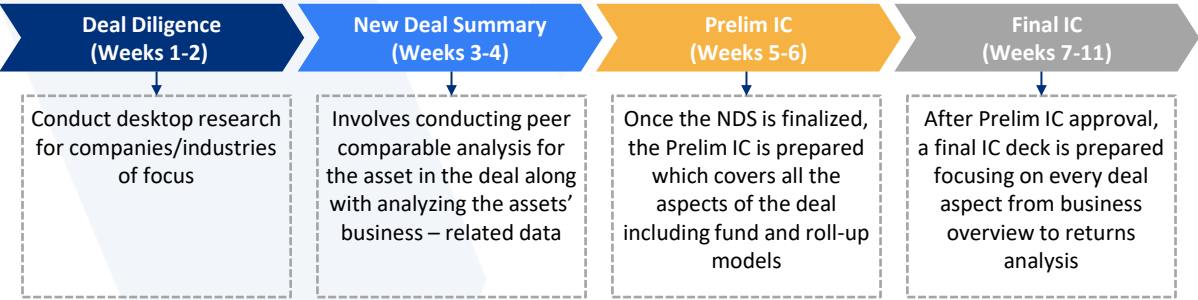 Deal Diligence
(Weeks 1-2)
New Deal Summary
(Weeks 3-4)
Prelim IC
(Weeks 5-6)
Final IC
(Weeks 7-11)
Conduct desktop research
for companies/industries
of focus
Involves conducting peer
comparable analysis for
the asset in the deal along
with analyzing the assets’
business – related data
Once the NDS is finalized,
the Prelim IC is prepared
which covers all the
aspects of the deal
including fund and roll-up
models
After Prelim IC approval,
a final IC deck is prepared
focusing on every deal
aspect from business
overview to returns
analysis